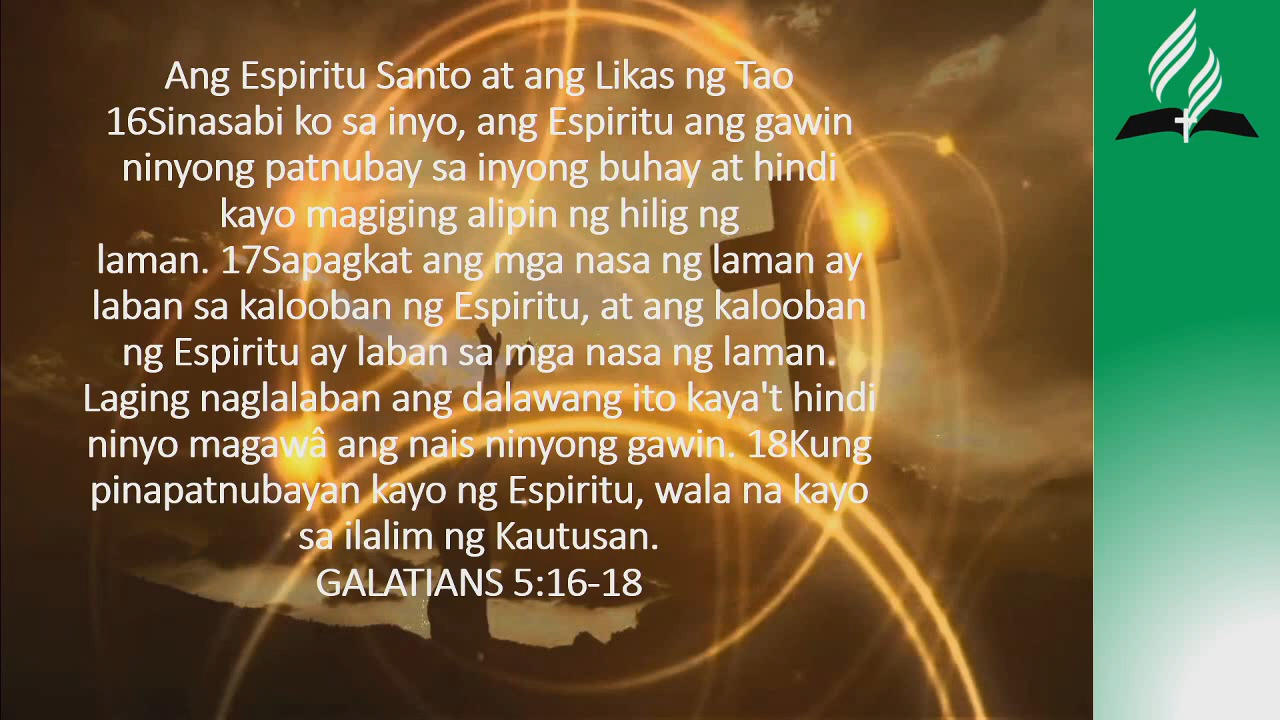 Ang Espiritu Santo at ang Likas ng Tao
16Sinasabi ko sa inyo, ang Espiritu ang gawin
ninyong patnubay sa inyong buhay at hindi
kayo magiging alipin ng hilig ng
laman. 17Sapagkat ang mga nasa ng laman ay
laban sa kalooban ng Espiritu, at ang kalooban
ng Espiritu ay laban sa mga nasa ng laman.
Laging naglalaban ang dalawang ito kaya't hindi
ninyo magawâ ang nais ninyong gawin. 18Kung
pinapatnubayan kayo ng Espiritu, wala na kayo
sa ilalim ng Kautusan.
GALATIANS 5:16-18